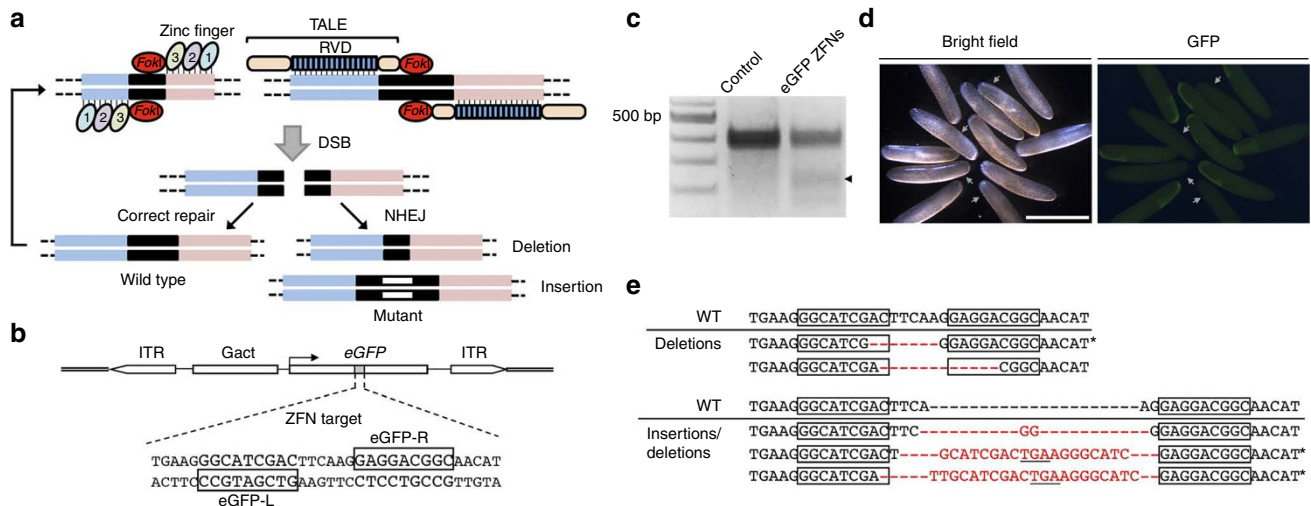 a
Zinc finger
TALE
RVD
3 2 1
FokI
FokI
FokI
FokI
1 2 3
DSB
Correct repair
NHEJ
Wild type
Deletion
Insertion
Mutant
b
ITR
Gact
eGFP
ITR
ZFN target
eGFP-R
TGAAGGGCATCGACTTCAAGGAGGACGGCAACAT
ACTTCCCGTAGCTGAAGTTCCTCCTGCCGTTGTA
eGFP-L
c
Control
eGFP ZFNs
500 bp
d
Bright field
GFP
e
WT TGAAGGGCATCGACTTCAAGGAGGACGGCAACAT
Deletions TGAAGGGCATCG-------GGAGGACGGCAACAT*
TGAAGGGCATCGA-------------CGGCAACAT
WT TGAAGGGCATCGACTTCA--------------------AGGAGGACGGCAACAT
Insertions/
deletions
TGAAGGGCATCGACTTC----------GG-----------GGAGGACGGCAACAT
TGAAGGGCATCGACT----GCATCGACTGAAGGGCATC---GAGGACGGCAACAT*
TGAAGGGCATCGA-----TTGCATCGACTGAAGGGCATC--GAGGACGGCAACAT*